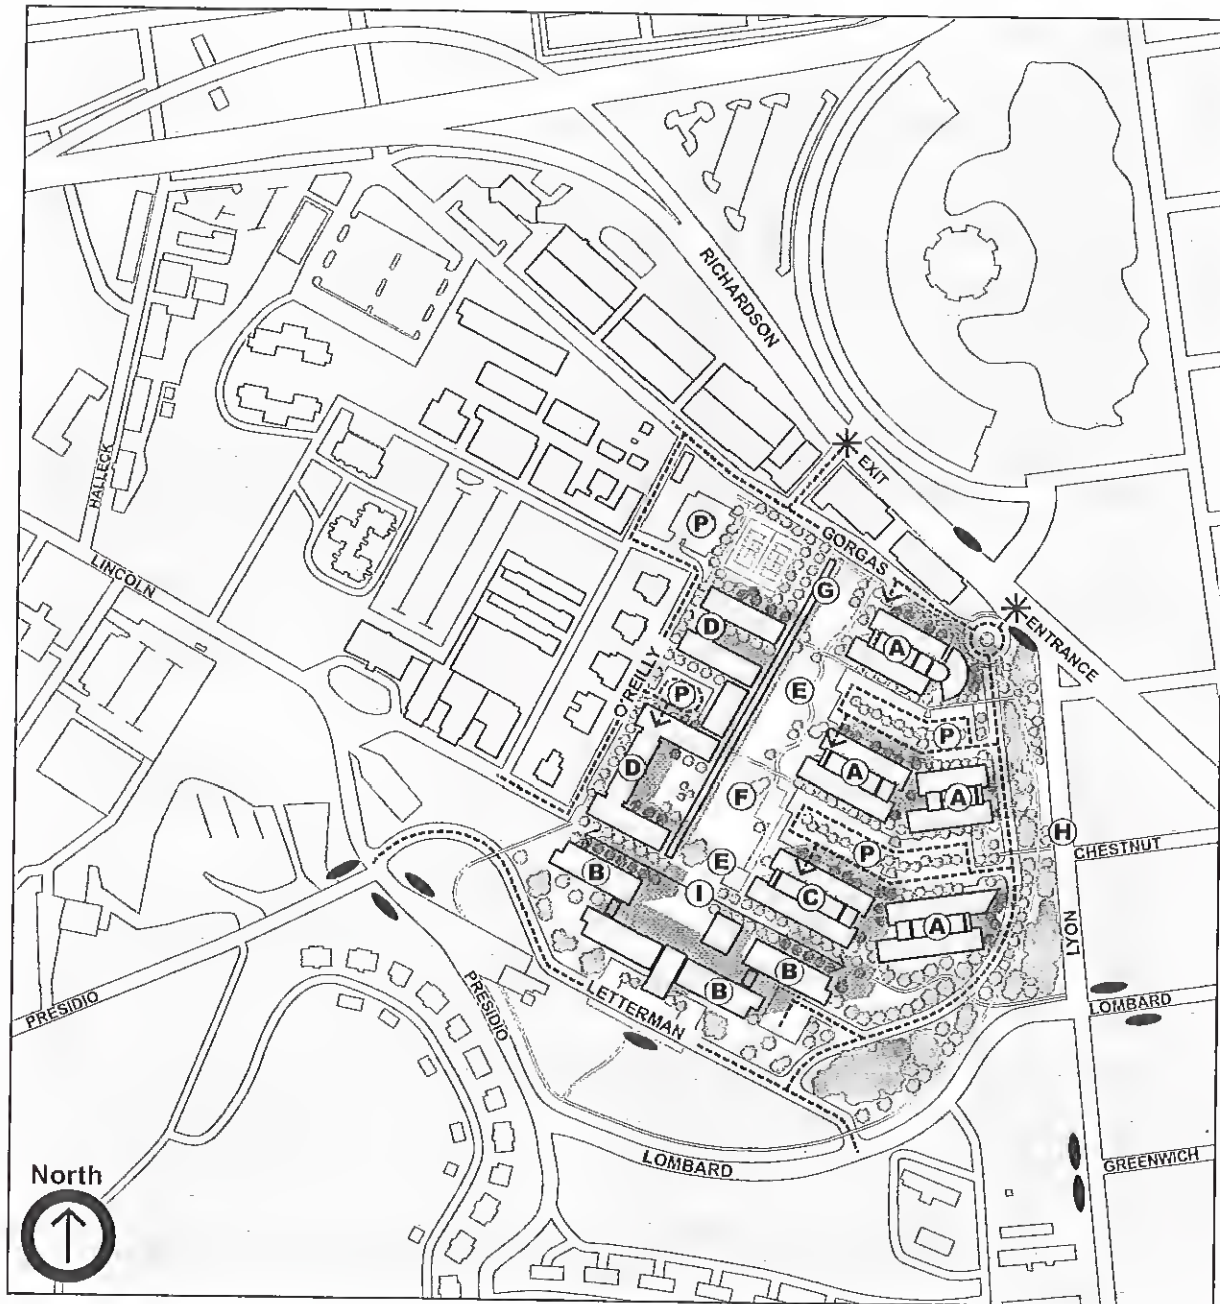 RICHARDSON
HALLECK
EXIT
P
GORGAS
LINCOLN
G
D
A
ENTRANCE
E
O'REILLY
P
P
D
A
A
F
H
CHESTNUT
P
E
B
I
C
A
LYON
B
B
PRESIDIO
PRESIDIO
LETTERMAN
LOMBARD
LOMBARD
GREENWICH
North